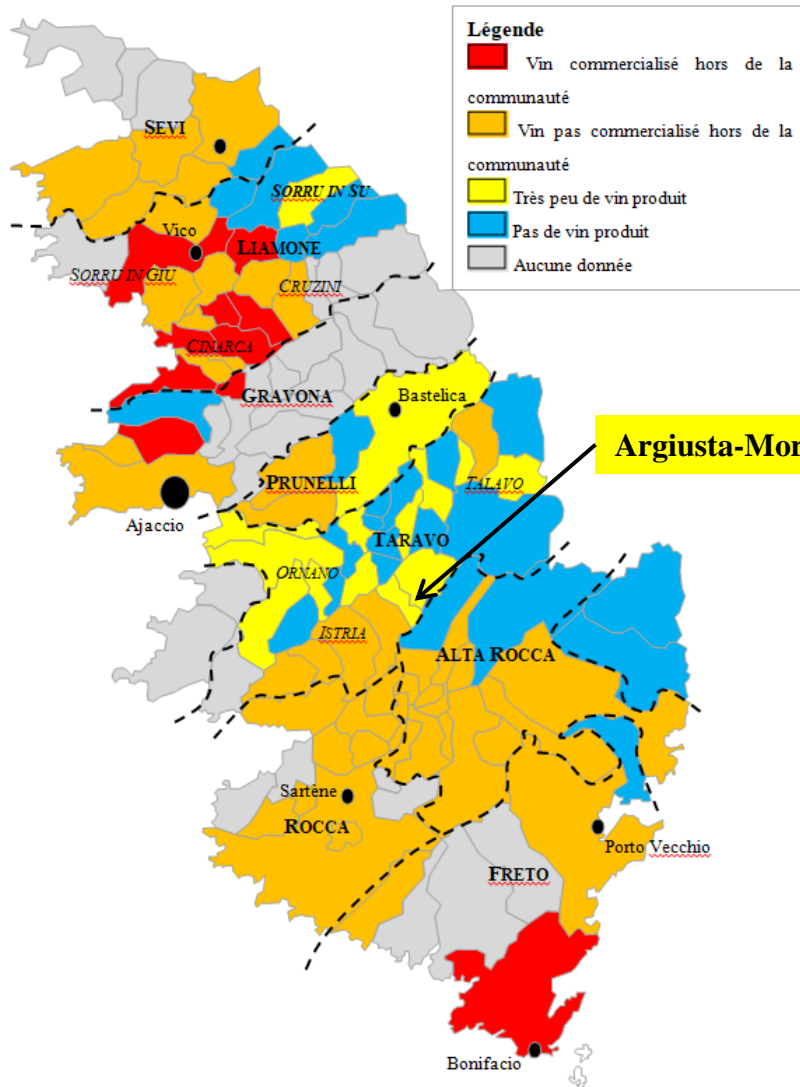 Légende
Vin commercialisé hors de la
communauté
Vin pas commercialisé hors de la
communauté
Très peu de vin produit
Pas de vin produit
Aucune donnée
SEVI
SORRU IN SU
Vico
LIAMONE
SORRU IN GIU
CRUZINI
CINARCA
GRAVONA
Bastelica
Argiusta-Mor
PRUNELLI
TALAVO
Ajaccio
TARAVO
ORNANO
ISTRIA
ALTA ROCCA
Sartène
ROCCA
Porto Vecchio
FRETO
Bonifacio